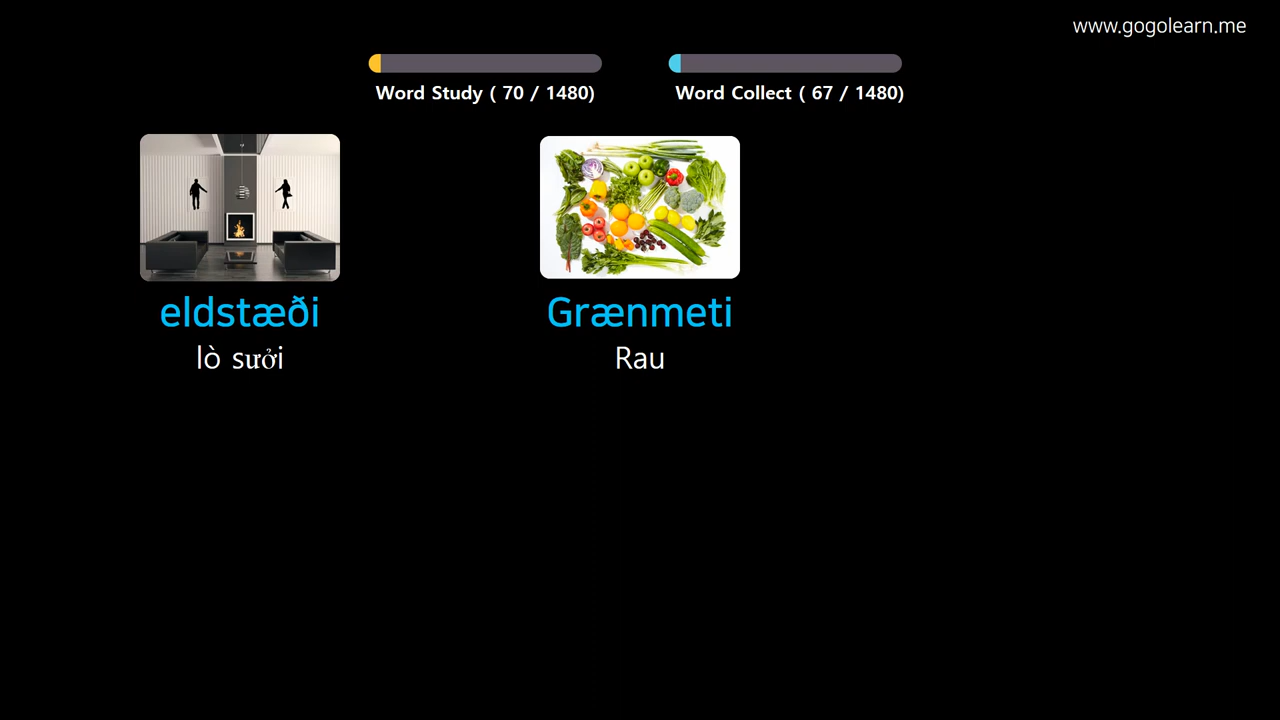 www.gogolearn.me
Word Study ( 70 / 1480)
Word Collect ( 67 / 1480)
eldstæði
lò sưởi
Grænmeti
Rau